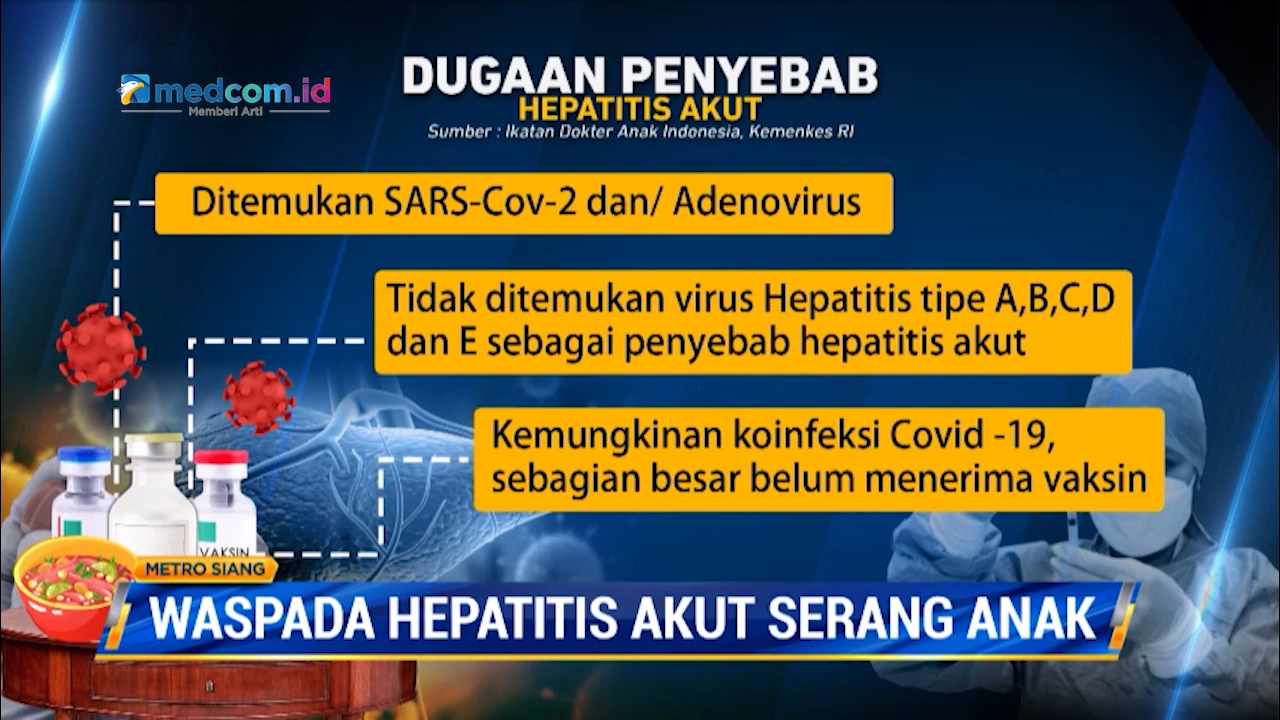 medcom.id
Memberi Arti
DUGAAN PENYEBAB
HEPATITIS AKUT
Sumber : Ikatan Dokter Anak Indonesia, Kemenkes RI
Ditemukan SARS-Cov-2 dan/ Adenovirus
Tidak ditemukan virus Hepatitis tipe A,B,C,D
dan E sebagai penyebab hepatitis akut
Kemungkinan koinfeksi Covid -19,
sebagian besar belum menerima vaksin
VAKSIN
METRO SIANG
WASPADA HEPATITIS AKUT SERANG ANAK